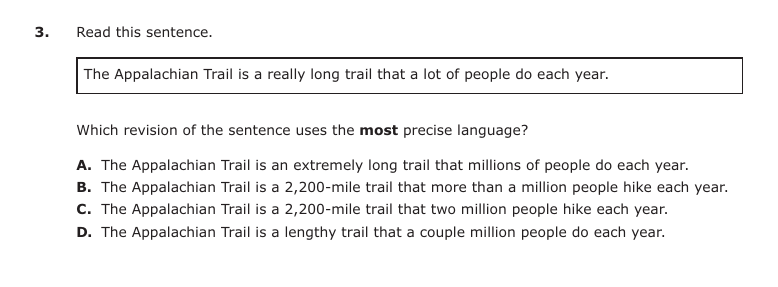 3. Read this sentence.
The Appalachian Trail is a really long trail that a lot of people do each year.
Which revision of the sentence uses the most precise language?
A. The Appalachian Trail is an extremely long trail that millions of people do each year.
B. The Appalachian Trail is a 2,200-mile trail that more than a million people hike each year.
C. The Appalachian Trail is a 2,200-mile trail that two million people hike each year.
D. The Appalachian Trail is a lengthy trail that a couple million people do each year.